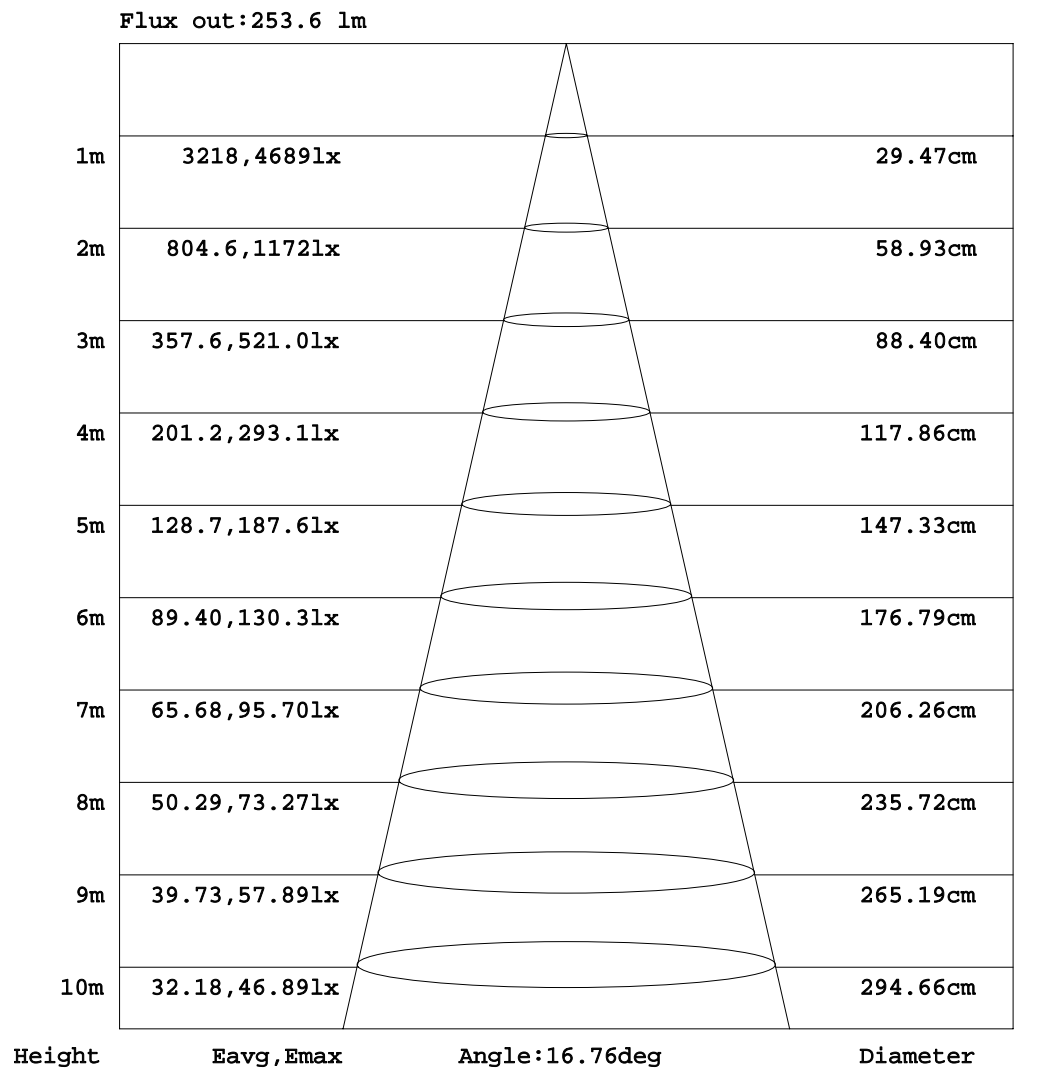 Flux out:253.6 lm
1m 3218,4689lx 29.47cm
2m 804.6,1172lx 58.93cm
3m 357.6,521.0lx 88.40cm
4m 201.2,293.1lx 117.86cm
5m 128.7,187.6lx 147.33cm
6m 89.40,130.3lx 176.79cm
7m 65.68,95.70lx 206.26cm
8m 50.29,73.27lx 235.72cm
9m 39.73,57.89lx 265.19cm
10m 32.18,46.89lx 294.66cm
Height Eavg,Emax Angle:16.76deg Diameter